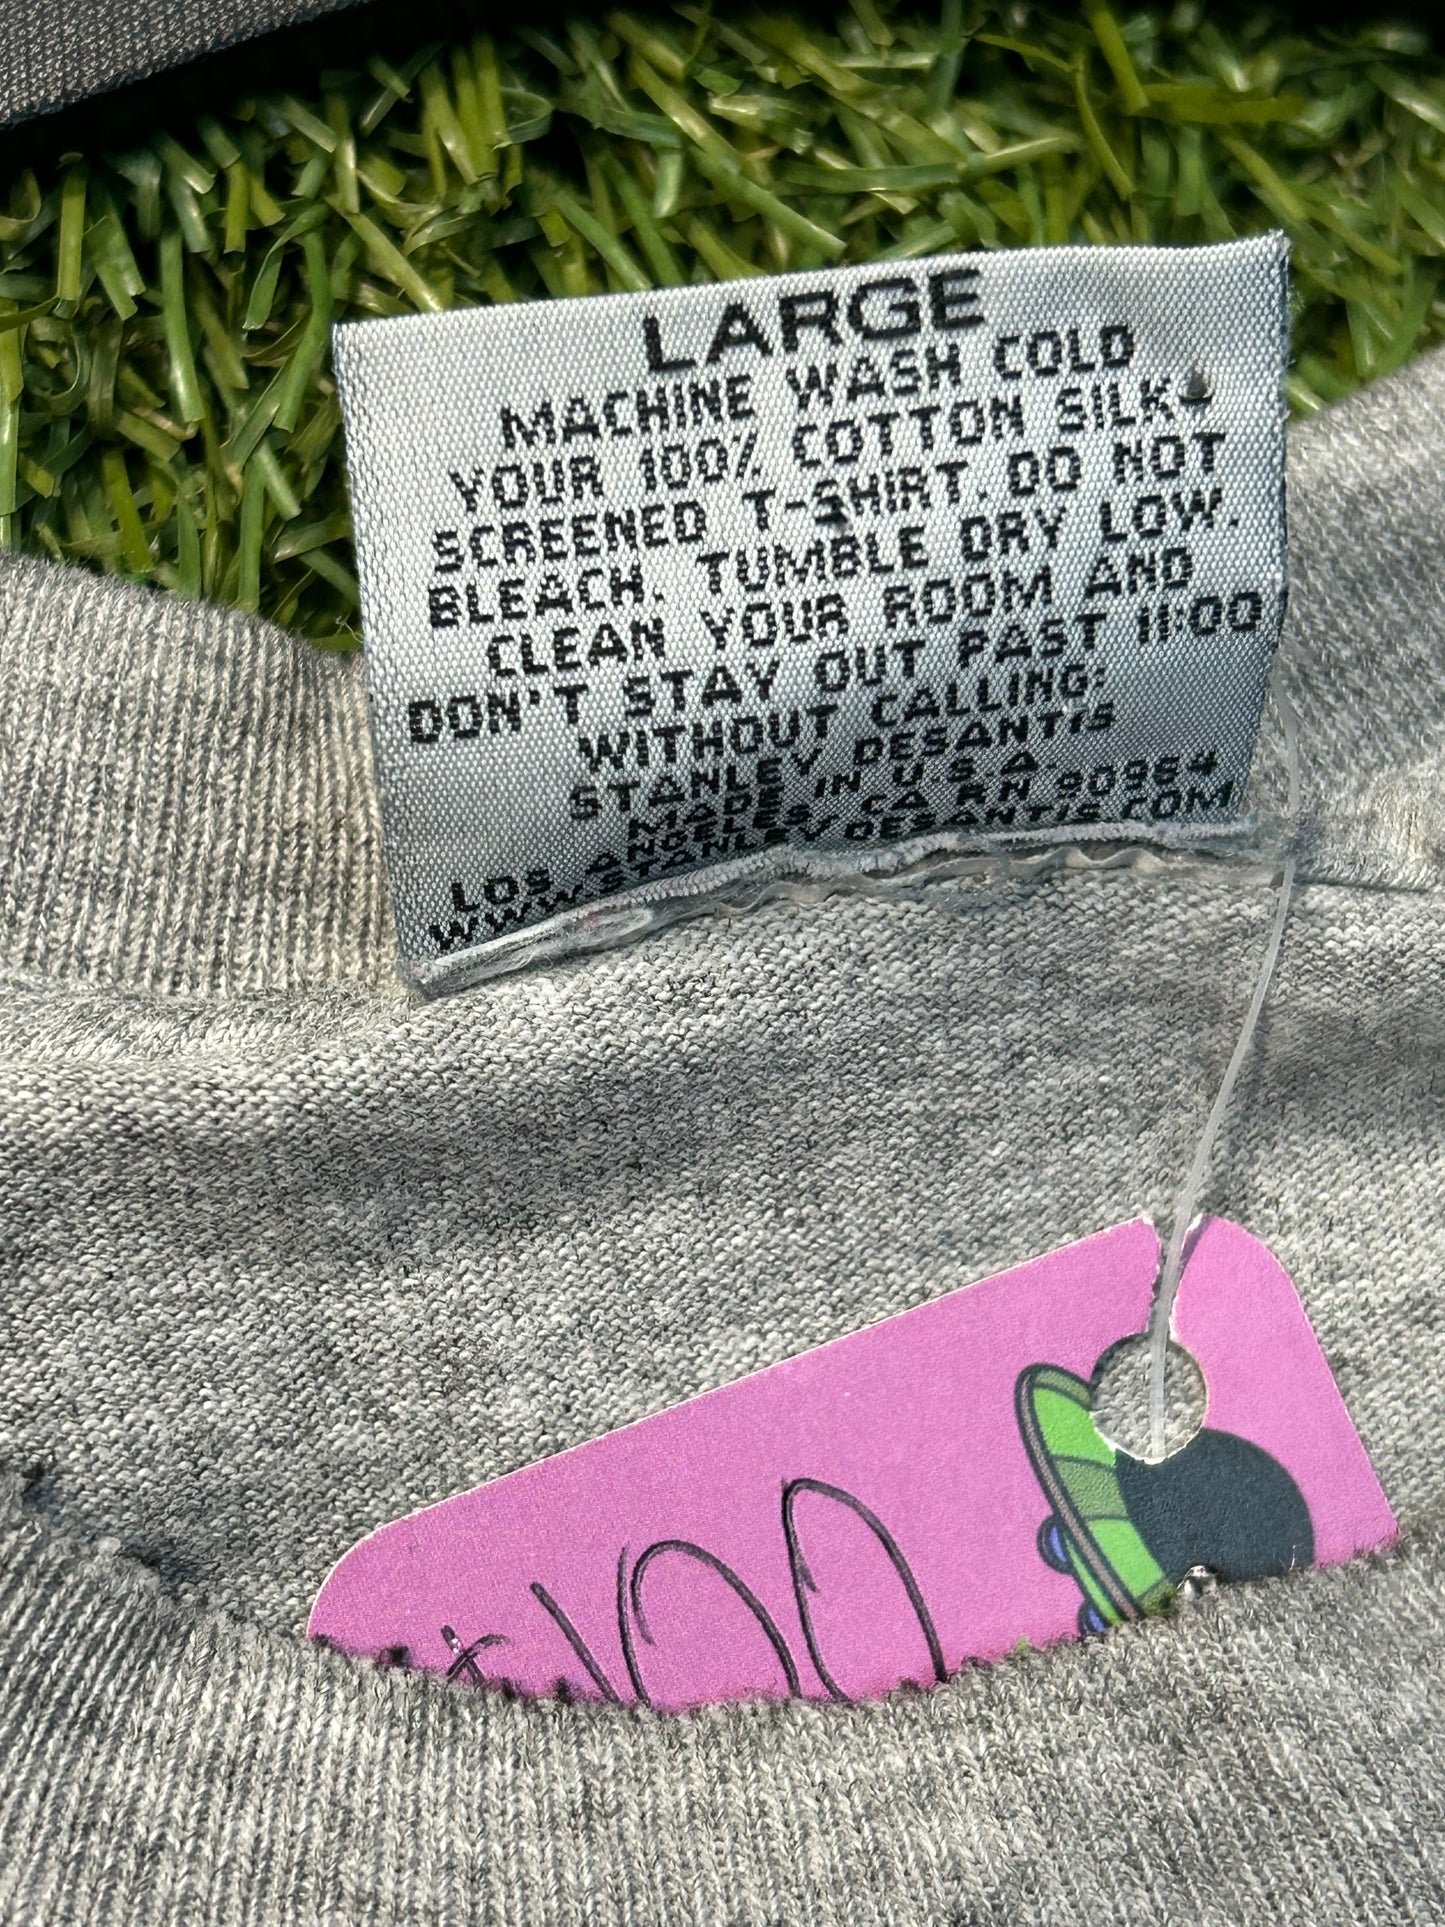 LARGE
MACHINE WASH COLD
YOUR 100% COTTON SILK
SCREENED T-SHIRT. DO NOT
BLEACH. TUMBLE DRY LOW.
CLEAN YOUR ROOM AND
DON'T STAY OUT PAST 11:00
WITHOUT CALLING:
STANLEY DESANTIS
MADE IN U.S.A.
LOS ANGELES, CA RN 90984
WWW.STANLEYDESANTIS.COM